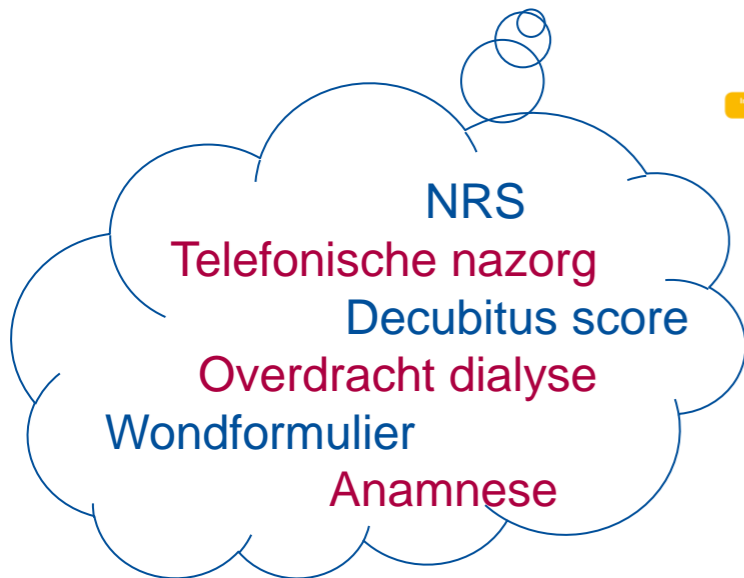 NRS
Telefonische nazorg
Decubitus score
Overdracht dialyse
Wondformulier
Anamnese